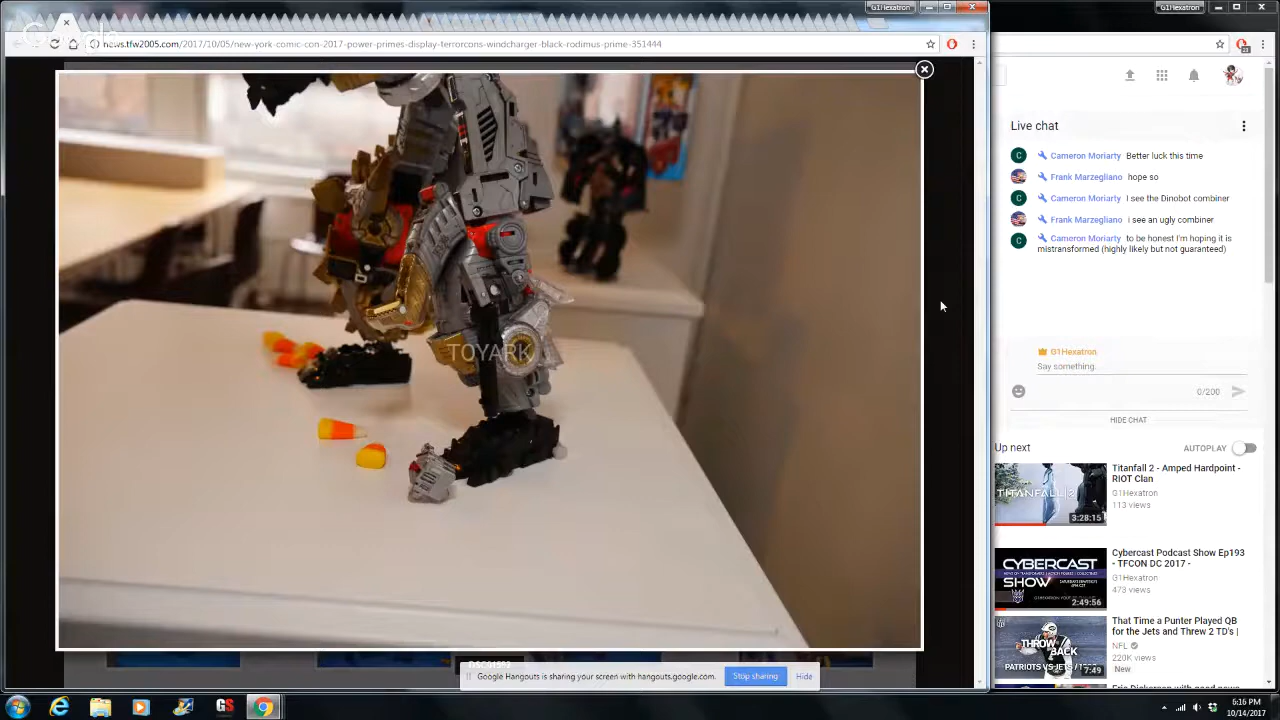 G1Hexatron
G1Hexatron
Google
news.tfw2005.com/2017/10/05/new-york-comic-con-2017-power-primes-display-terrorcons-windcharger-black-rodimus-prime-351444
23
Live chat
C Cameron Moriarty Better luck this time
Frank Marzegliano hope so
C Cameron Moriarty I see the Dinobot combiner
Frank Marzegliano i see an ugly combiner
C Cameron Moriarty to be honest I'm hoping it is
mistransformed (highly likely but not guaranteed)
TOYARK
G1Hexatron
Say something...
0/200
HIDE CHAT
Up next
AUTOPLAY
Titanfall 2 - Amped Hardpoint -
RIOT Clan
G1Hexatron
113 views
TITANFALL 2
3:28:15
Cybercast Podcast Show Ep193
- TFCON DC 2017 -
G1Hexatron
473 views
CYBERCAST
SHOW
2:49:56
That Time a Punter Played QB
for the Jets and Threw 2 TD's |
NFL
220K views
New
THROW
BACK
PATRIOTS VS JETS /
7:49
Google Hangouts is sharing your screen with hangouts.google.com.
Stop sharing
Hide
GS
6:16 PM
10/14/2017